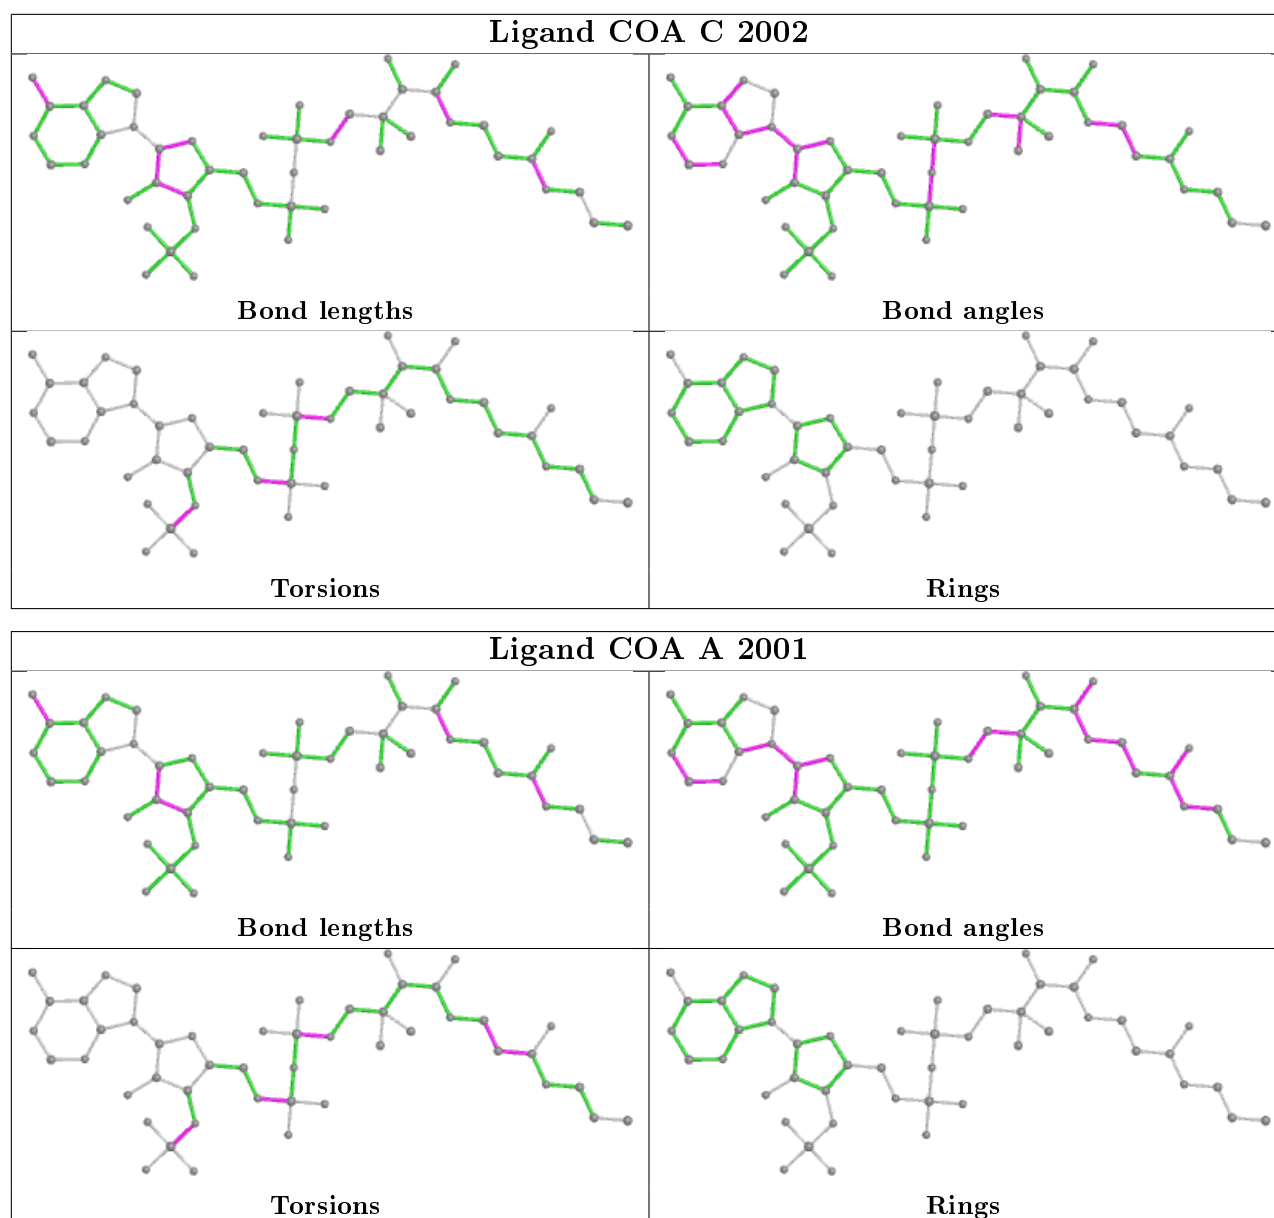 Ligand COA C 2002
Bond lengths
Bond angles
Torsions
Rings
Ligand COA A 2001
Bond lengths
Bond angles
Torsions
Rings